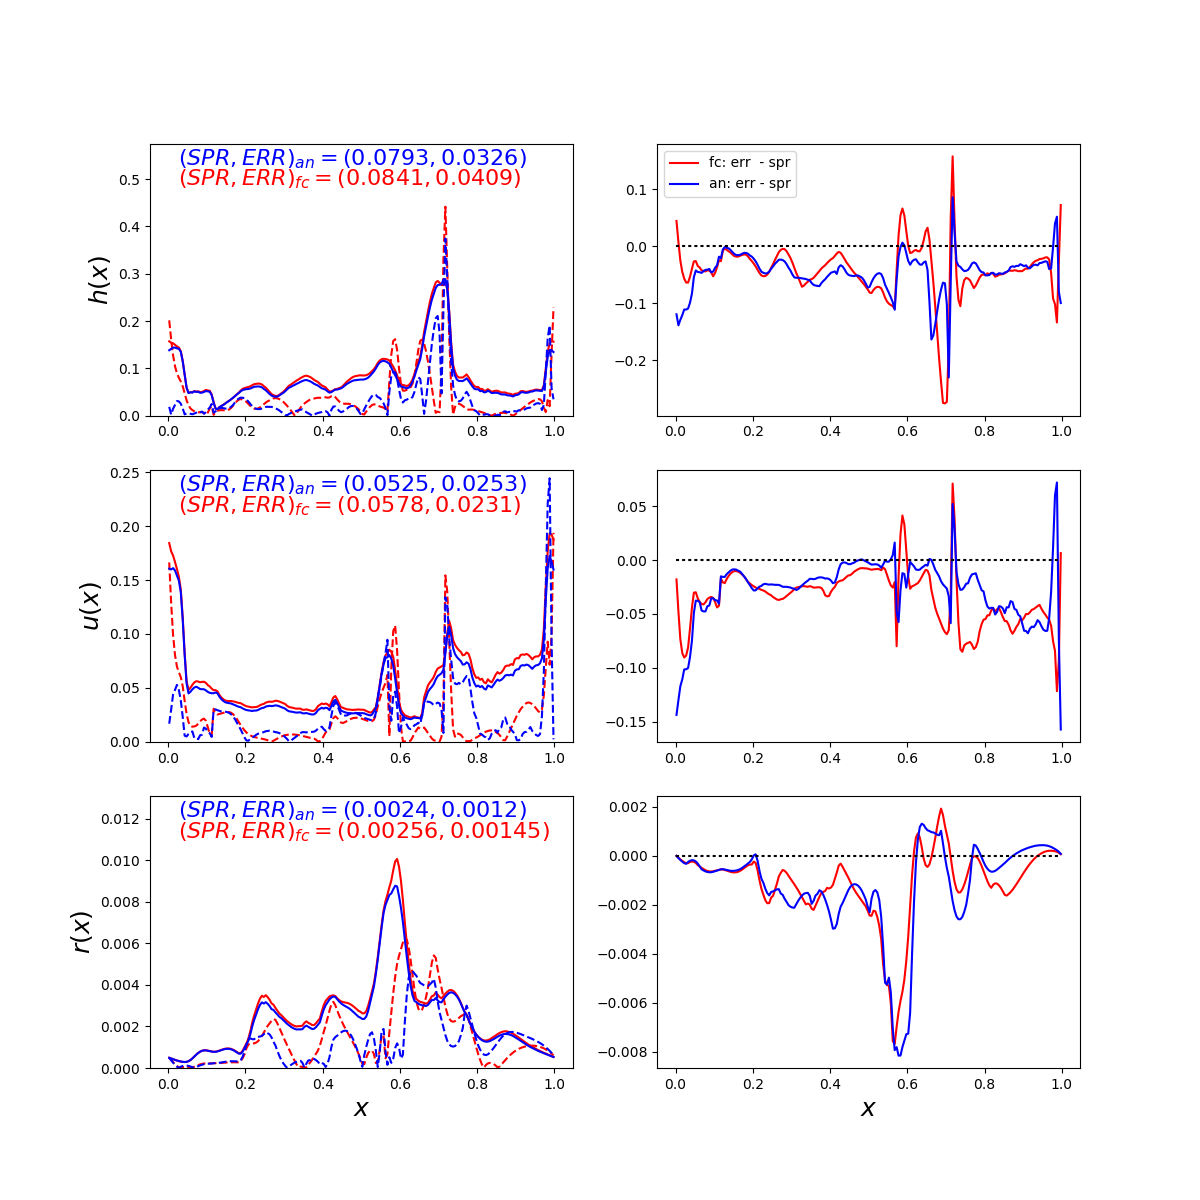 (SPR, ERR)an = (0.0793, 0.0326)
(SPR, ERR)fc = (0.0841, 0.0409)
h(x)
0.5
0.4
0.3
0.2
0.1
0.0
0.0 0.2 0.4 0.6 0.8 1.0
fc: err - spr
an: err - spr
0.1
0.0
−0.1
−0.2
0.0 0.2 0.4 0.6 0.8 1.0
(SPR, ERR)an = (0.0525, 0.0253)
(SPR, ERR)fc = (0.0578, 0.0231)
u(x)
0.25
0.20
0.15
0.10
0.05
0.00
0.0 0.2 0.4 0.6 0.8 1.0
0.05
0.00
−0.05
−0.10
−0.15
0.0 0.2 0.4 0.6 0.8 1.0
(SPR, ERR)an = (0.0024, 0.0012)
(SPR, ERR)fc = (0.00256, 0.00145)
r(x)
0.012
0.010
0.008
0.006
0.004
0.002
0.000
0.0 0.2 0.4 0.6 0.8 1.0
x
0.002
0.000
−0.002
−0.004
−0.006
−0.008
0.0 0.2 0.4 0.6 0.8 1.0
x